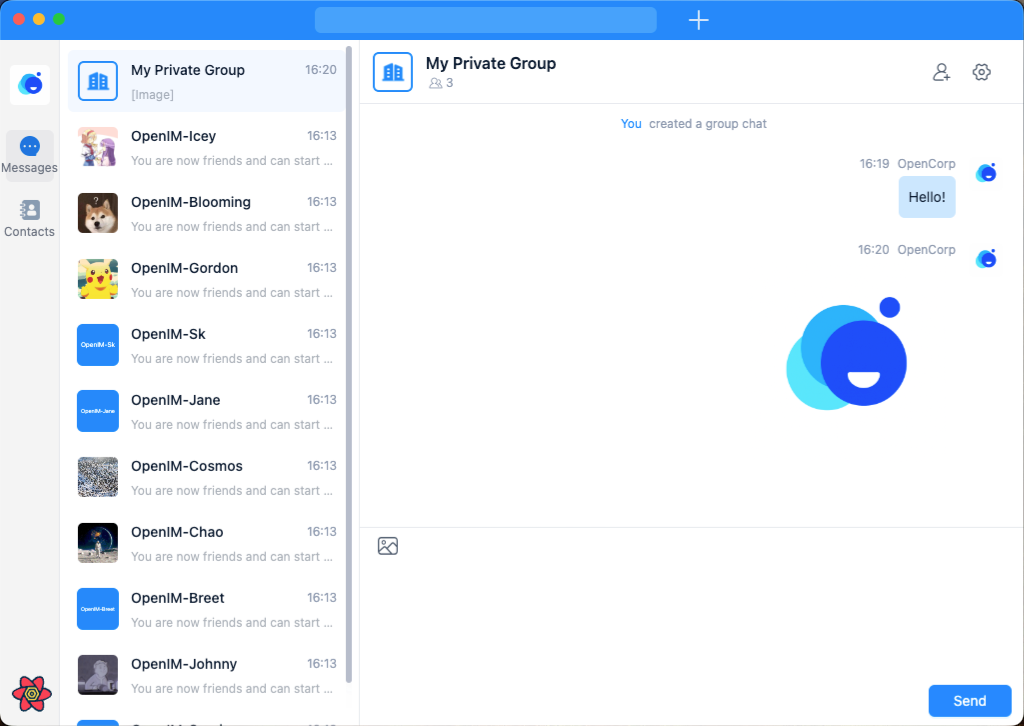 Messages
Contacts
My Private Group
16:20
[Image]
OpenIM-Icey
16:13
You are now friends and can start ...
OpenIM-Blooming
16:13
You are now friends and can start ...
OpenIM-Gordon
16:13
You are now friends and can start ...
OpenIM-Sk
OpenIM-Sk
16:13
You are now friends and can start ...
OpenIM-Jane
OpenIM-Jane
16:13
You are now friends and can start ...
OpenIM-Cosmos
16:13
You are now friends and can start ...
OpenIM-Chao
16:13
You are now friends and can start ...
OpenIM-Breet
OpenIM-Breet
16:13
You are now friends and can start ...
OpenIM-Johnny
16:13
You are now friends and can start ...
My Private Group
3
You created a group chat
16:19 OpenCorp
Hello!
16:20 OpenCorp
Send